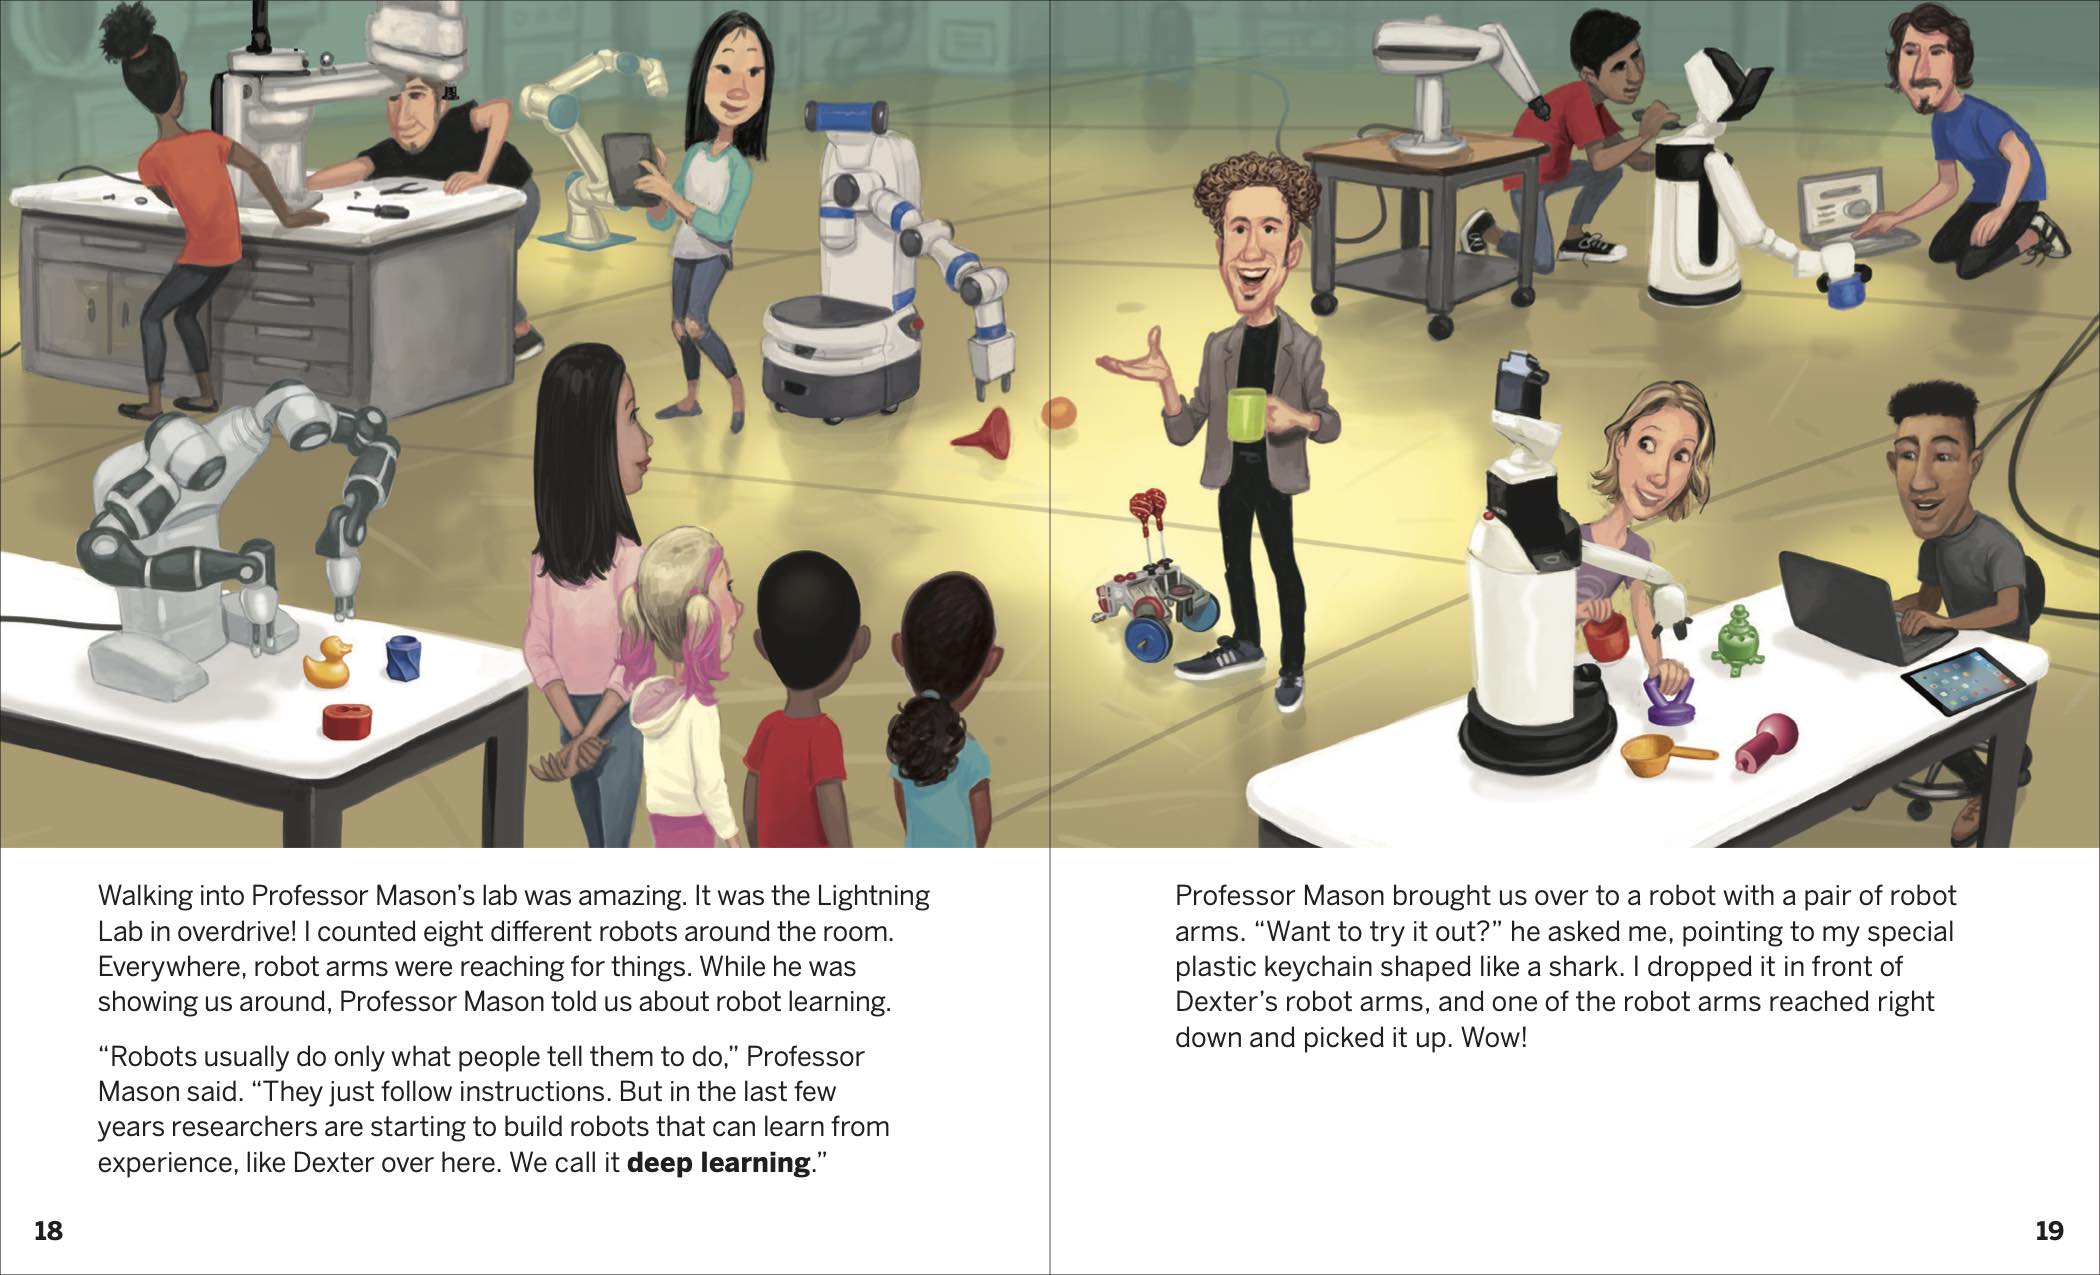 Walking into Professor Mason’s lab was amazing. It was the Lightning
Lab in overdrive! I counted eight different robots around the room.
Everywhere, robot arms were reaching for things. While he was
showing us around, Professor Mason told us about robot learning.
“Robots usually do only what people tell them to do,” Professor
Mason said. “They just follow instructions. But in the last few
years researchers are starting to build robots that can learn from
experience, like Dexter over here. We call it deep learning.”
18
Professor Mason brought us over to a robot with a pair of robot
arms. “Want to try it out?” he asked me, pointing to my special
plastic keychain shaped like a shark. I dropped it in front of
Dexter’s robot arms, and one of the robot arms reached right
down and picked it up. Wow!
19